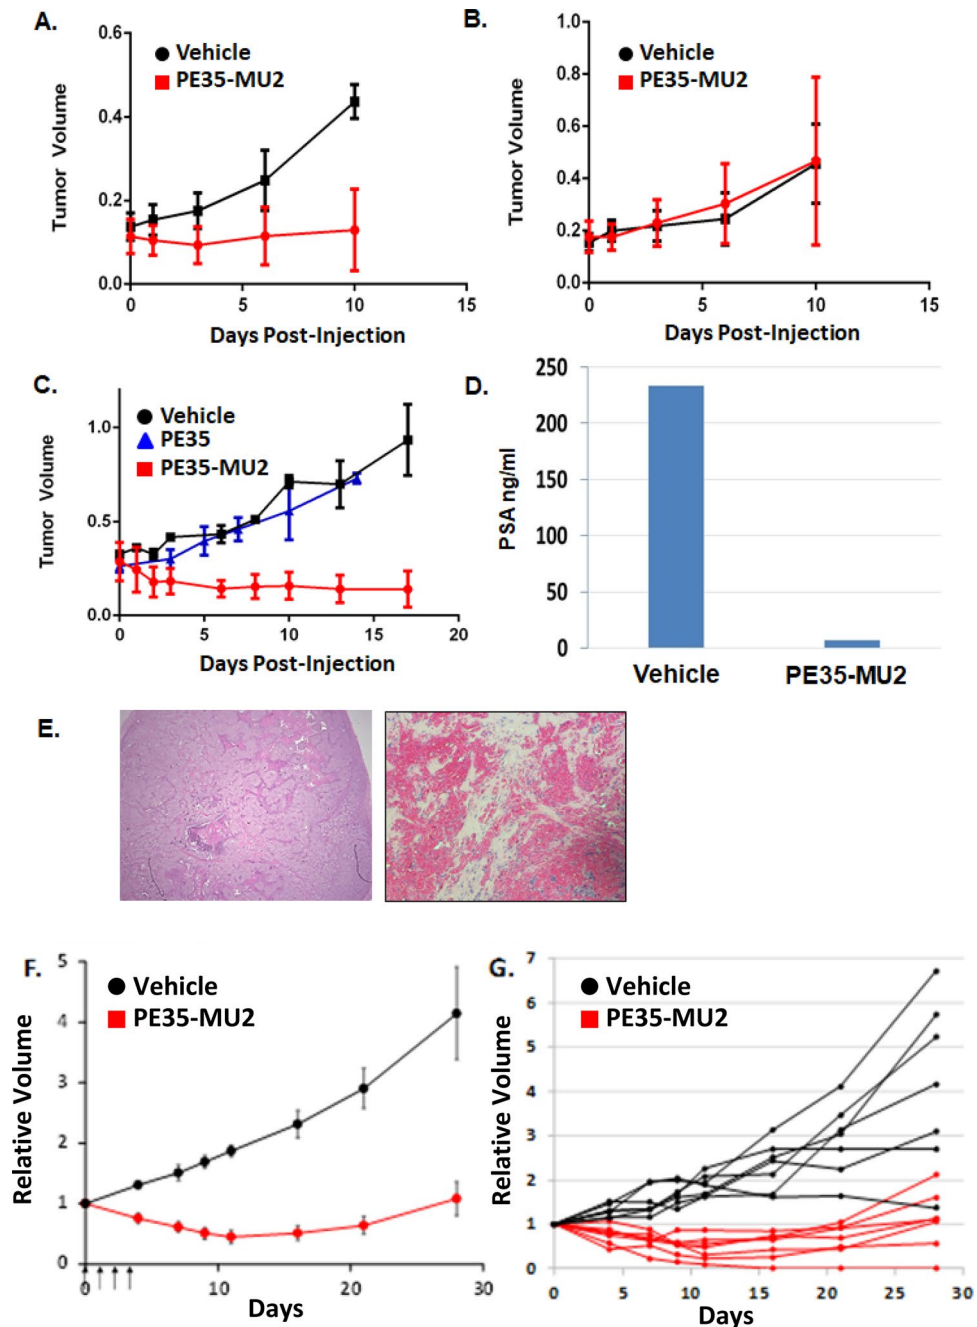 A.
Vehicle
PE35-MU2
Tumor Volume
0.6
0.4
0.2
0.0
0
5
10
15
Days Post-Injection
B.
Vehicle
PE35-MU2
Tumor Volume
1.0
0.8
0.6
0.4
0.2
0.0
0
5
10
15
Days Post-Injection
C.
Vehicle
PE35
PE35-MU2
Tumor Volume
1.0
0.5
0.0
0
5
10
15
20
Days Post-Injection
D.
PSA ng/ml
250
200
150
100
50
0
Vehicle
PE35-MU2
E.
F.
Vehicle
PE35-MU2
Relative Volume
5
4
3
2
1
0
0
10
20
30
Days
G.
Vehicle
PE35-MU2
Relative Volume
7
6
5
4
3
2
1
0
0
5
10
15
20
25
30
Days